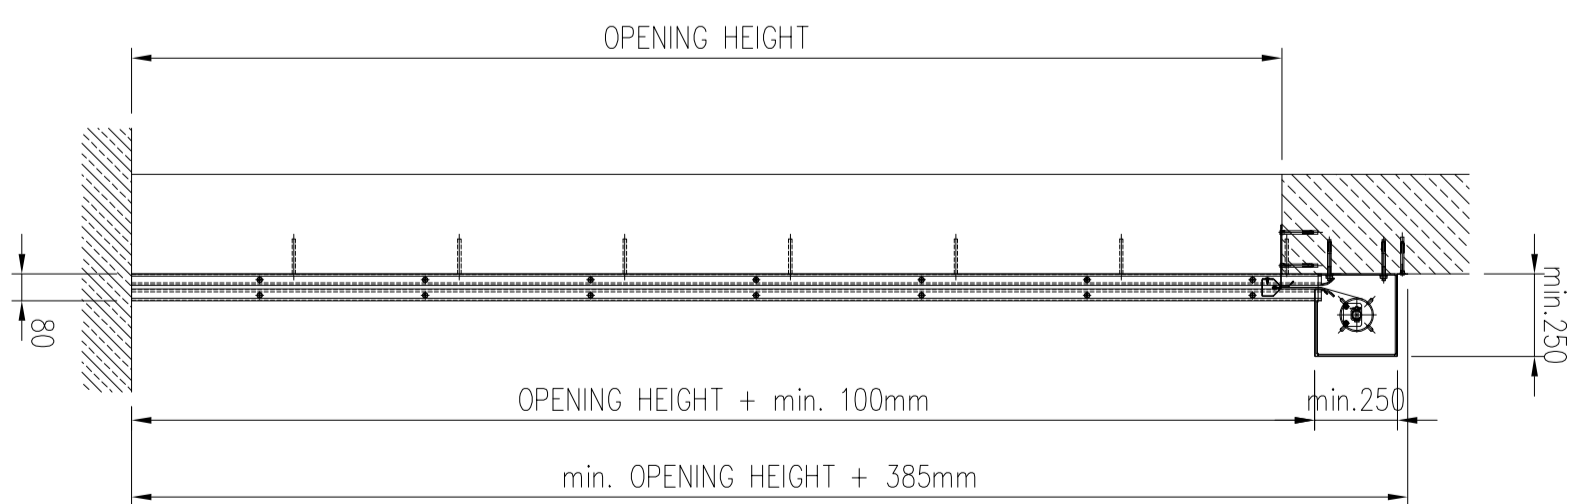 OPENING HEIGHT
80
min.250
OPENING HEIGHT + min. 100mm
min.250
min. OPENING HEIGHT + 385mm